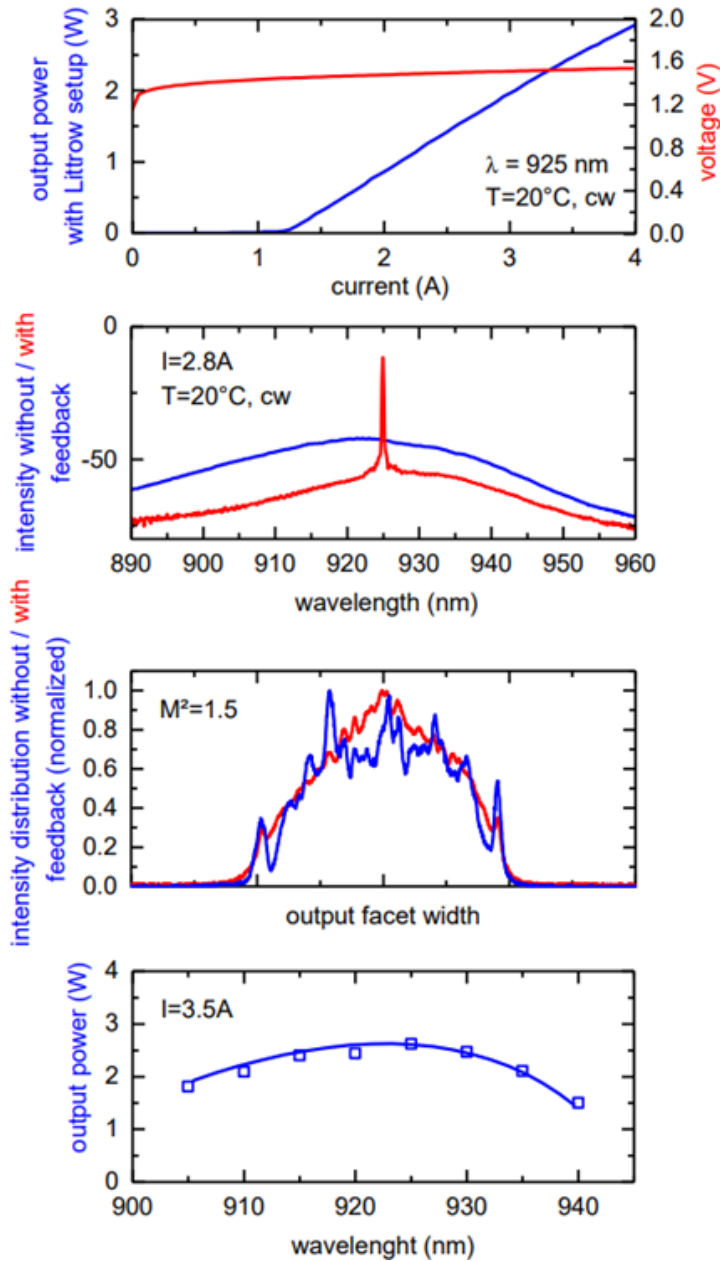 output power
with Littrow setup (W)
3
2
1
0
2.0
1.6
1.2
0.8
0.4
0.0
voltage (V)
λ = 925 nm
T=20°C, cw
0 1 2 3 4
current (A)
intensity without / with
feedback
0
-50
I=2.8A
T=20°C, cw
890 900 910 920 930 940 950 960
wavelength (nm)
intensity distribution without / with
feedback (normalized)
1.0
0.8
0.6
0.4
0.2
0.0
M²=1.5
output facet width
output power (W)
4
3
2
1
0
I=3.5A
900 910 920 930 940
wavelenght (nm)